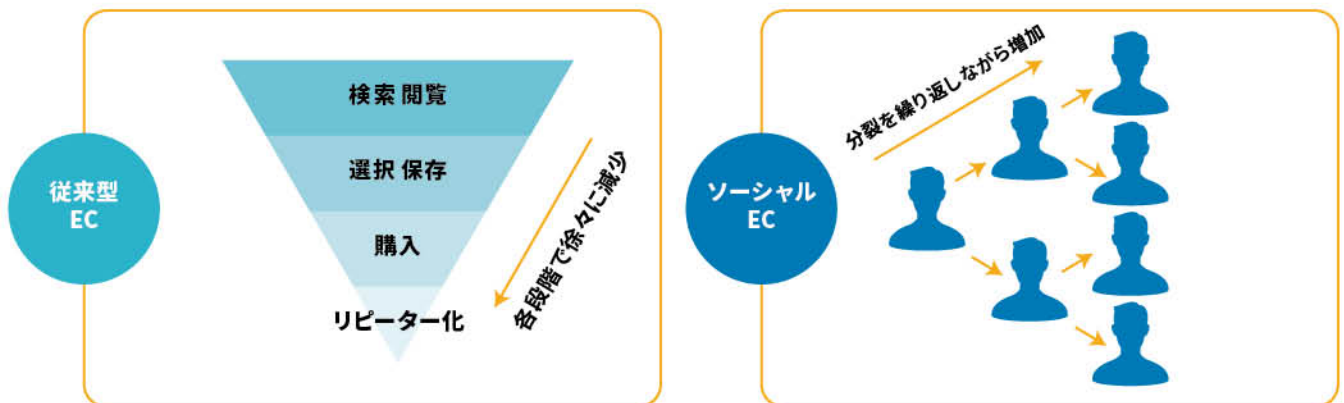 従来型
EC
検索 閲覧
選択 保存
購入
リピーター化
各段階で徐々に減少
ソーシャル
EC
分裂を繰り返しながら増加